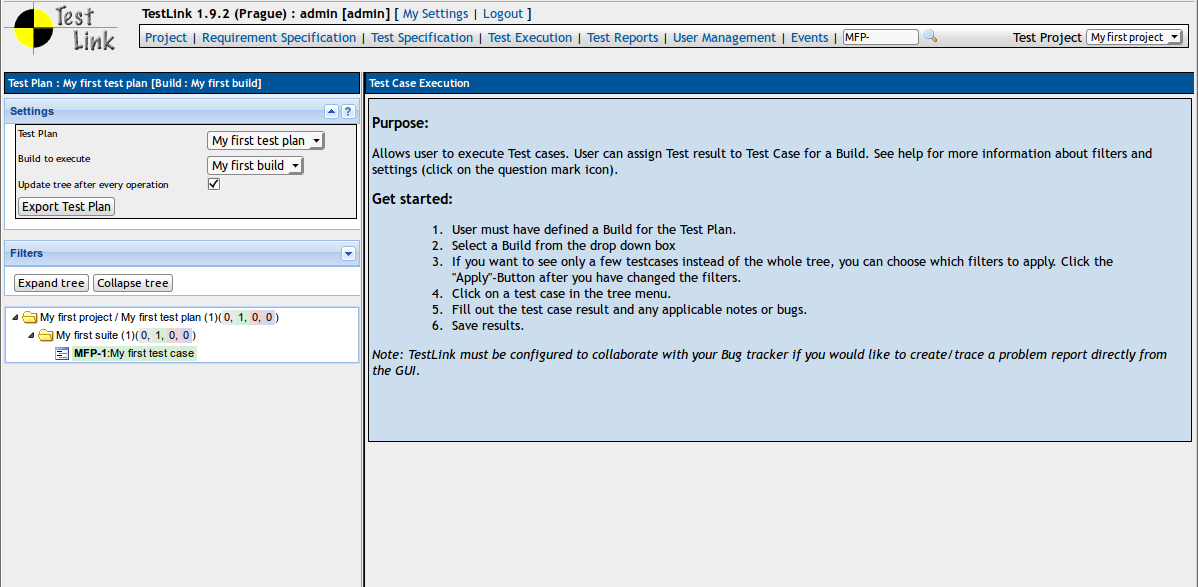 Test
Link
TestLink 1.9.2 (Prague) : admin [admin] [ My Settings | Logout ]
Project | Requirement Specification | Test Specification | Test Execution | Test Reports | User Management | Events | MFP- Test Project My first project
Test Plan : My first test plan [Build : My first build]
Settings ?
Test Plan My first test plan
Build to execute My first build
Update tree after every operation
Export Test Plan
Filters
Expand tree Collapse tree
My first project / My first test plan (1)(0, 1, 0, 0)
My first suite (1)(0, 1, 0, 0)
MFP-1:My first test case
Test Case Execution
Purpose:
Allows user to execute Test cases. User can assign Test result to Test Case for a Build. See help for more information about filters and
settings (click on the question mark icon).
Get started:
1. User must have defined a Build for the Test Plan.
2. Select a Build from the drop down box
3. If you want to see only a few testcases instead of the whole tree, you can choose which filters to apply. Click the
"Apply"-Button after you have changed the filters.
4. Click on a test case in the tree menu.
5. Fill out the test case result and any applicable notes or bugs.
6. Save results.
Note: TestLink must be configured to collaborate with your Bug tracker if you would like to create/trace a problem report directly from
the GUI.